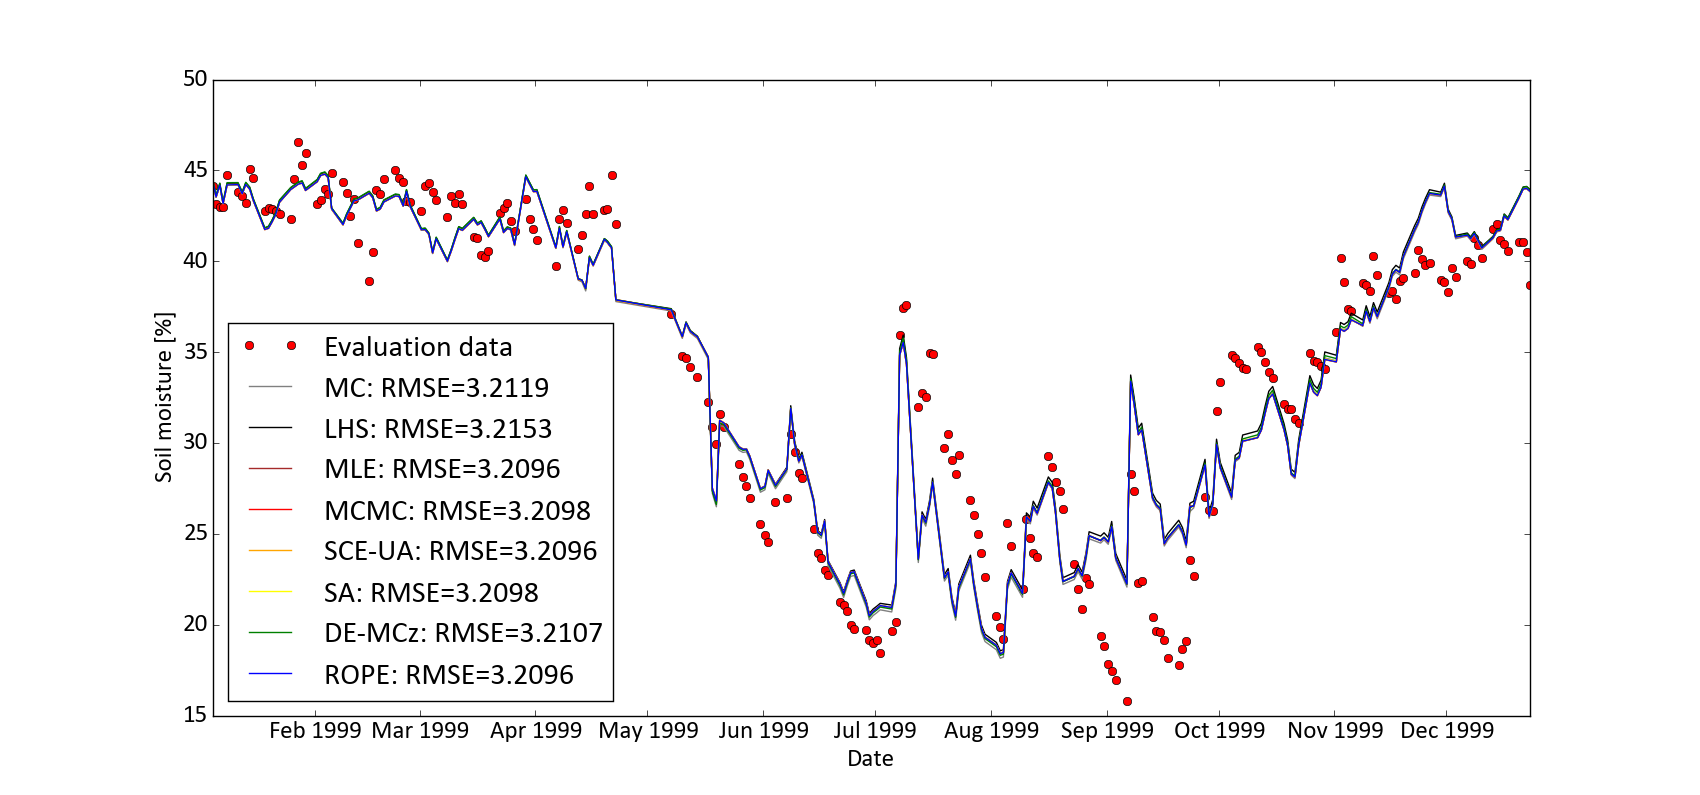 50
45
40
35
30
25
20
15
Soil moisture [%]
Evaluation data
MC: RMSE=3.2119
LHS: RMSE=3.2153
MLE: RMSE=3.2096
MCMC: RMSE=3.2098
SCE-UA: RMSE=3.2096
SA: RMSE=3.2098
DE-MCz: RMSE=3.2107
ROPE: RMSE=3.2096
Feb 1999 Mar 1999 Apr 1999 May 1999 Jun 1999 Jul 1999 Aug 1999 Sep 1999 Oct 1999 Nov 1999 Dec 1999
Date